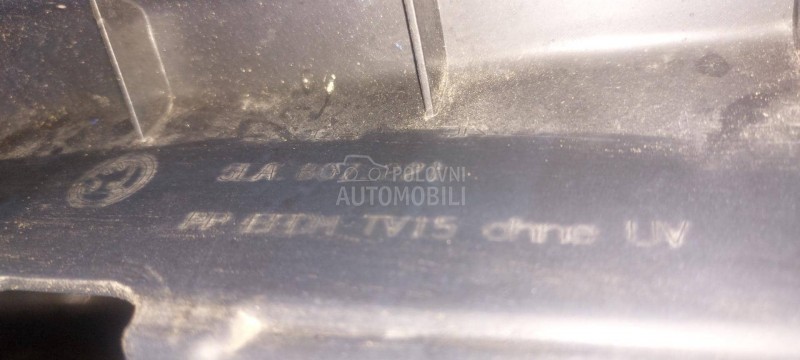 POLOVNI
AUTOMOBILI
PP EPDM TV15 ohne UV